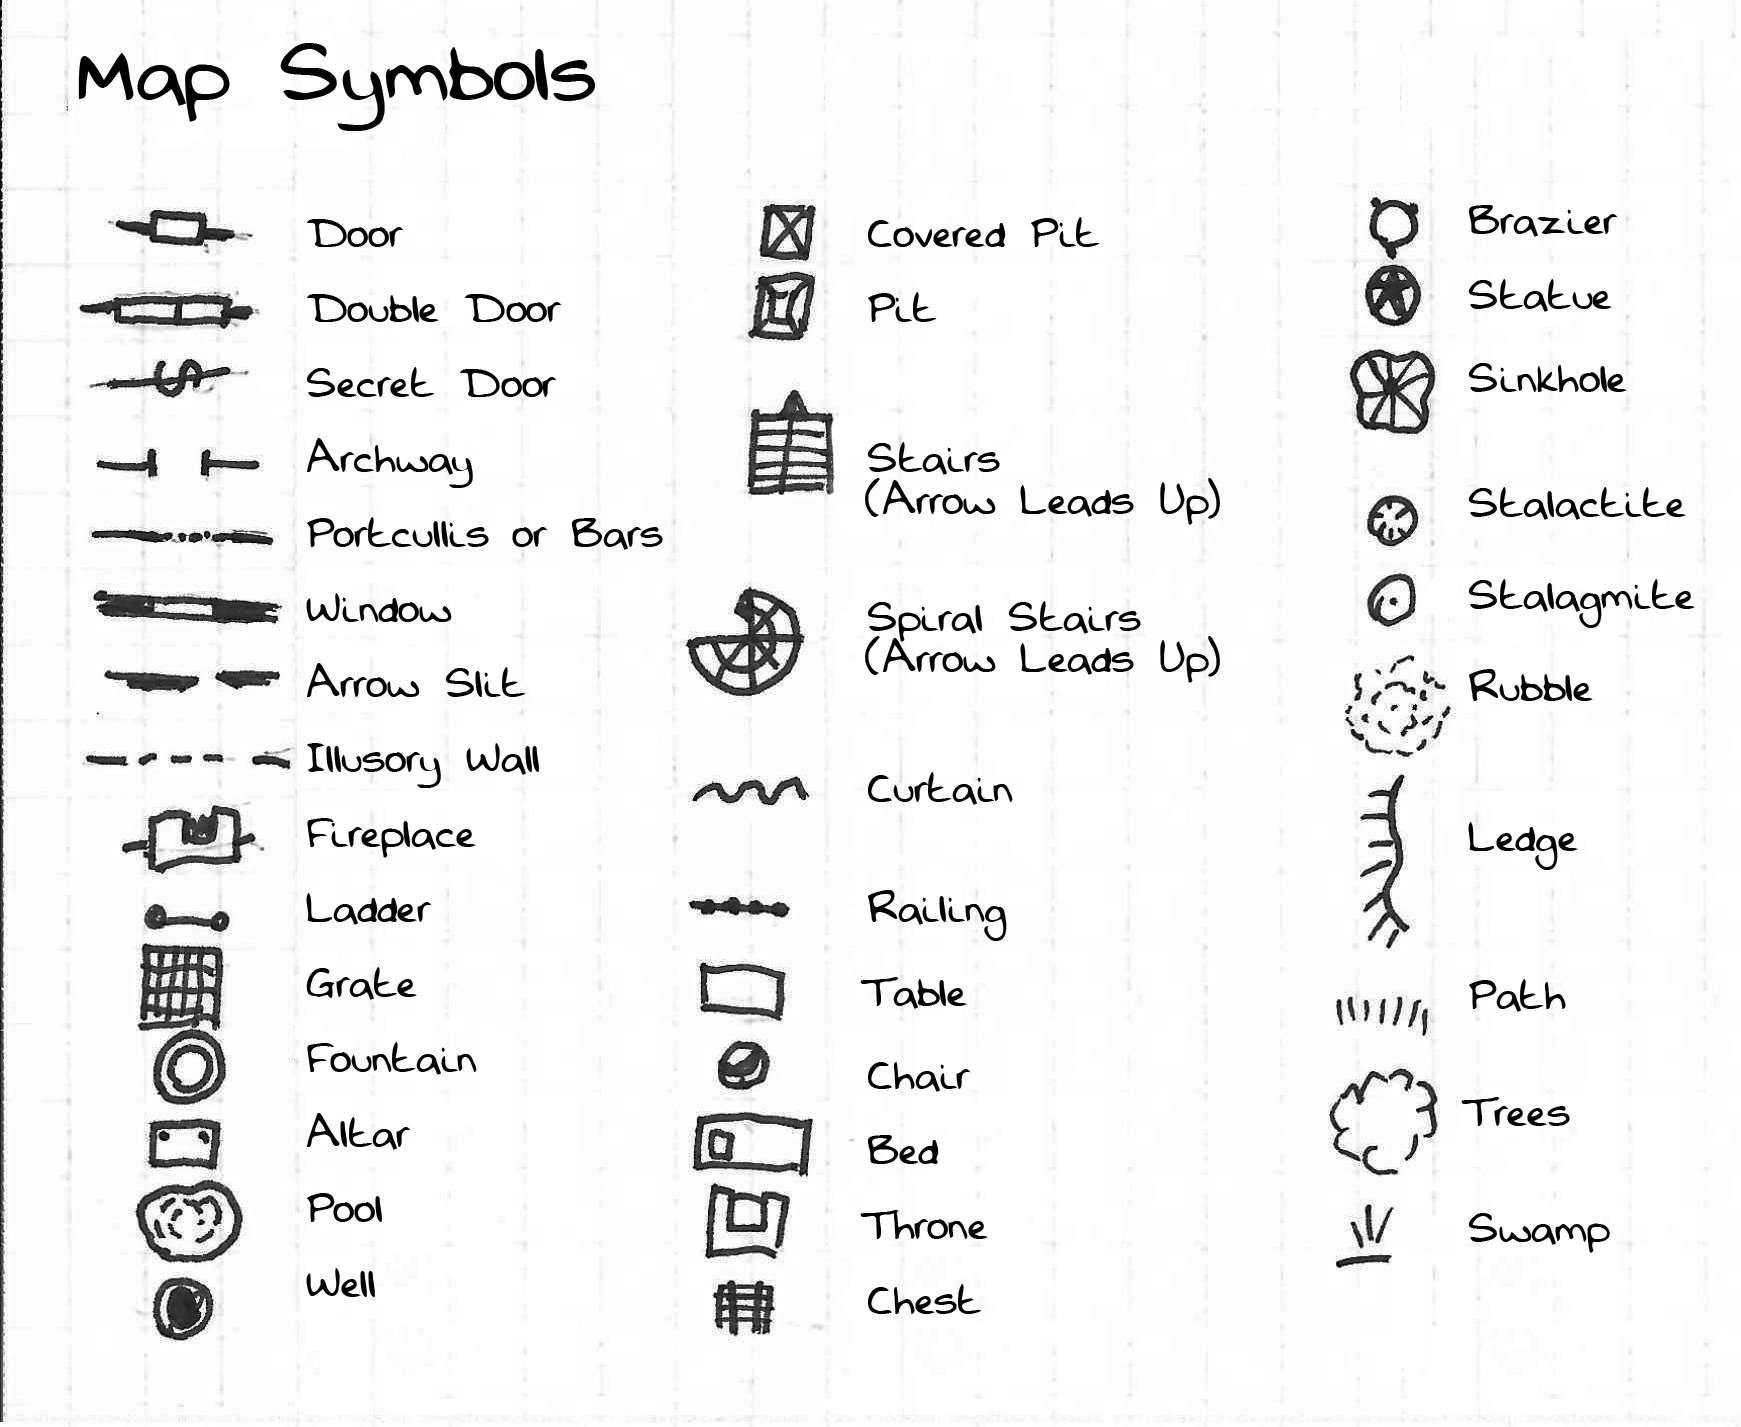 Map Symbols
Door
Double Door
Secret Door
Archway
Portcullis or Bars
Window
Arrow Slit
Illusory Wall
Fireplace
Ladder
Grate
Fountain
Altar
Pool
Well
Covered Pit
Pit
Stairs
(Arrow Leads Up)
Spiral Stairs
(Arrow Leads Up)
Curtain
Railing
Table
Chair
Bed
Throne
Chest
Brazier
Statue
Sinkhole
Stalactite
Stalagmite
Rubble
Ledge
Path
Trees
Swamp